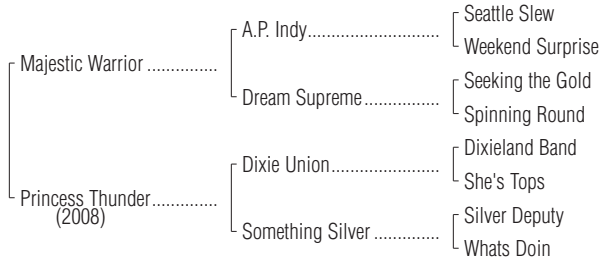 Seattle Slew
A.P. Indy..............................
Weekend Surprise
Majestic Warrior ...............
Seeking the Gold
Dream Supreme.................
Spinning Round
Dixieland Band
Dixie Union.........................
She's Tops
Princess Thunder..............
(2008)
Silver Deputy
Something Silver ...............
Whats Doin